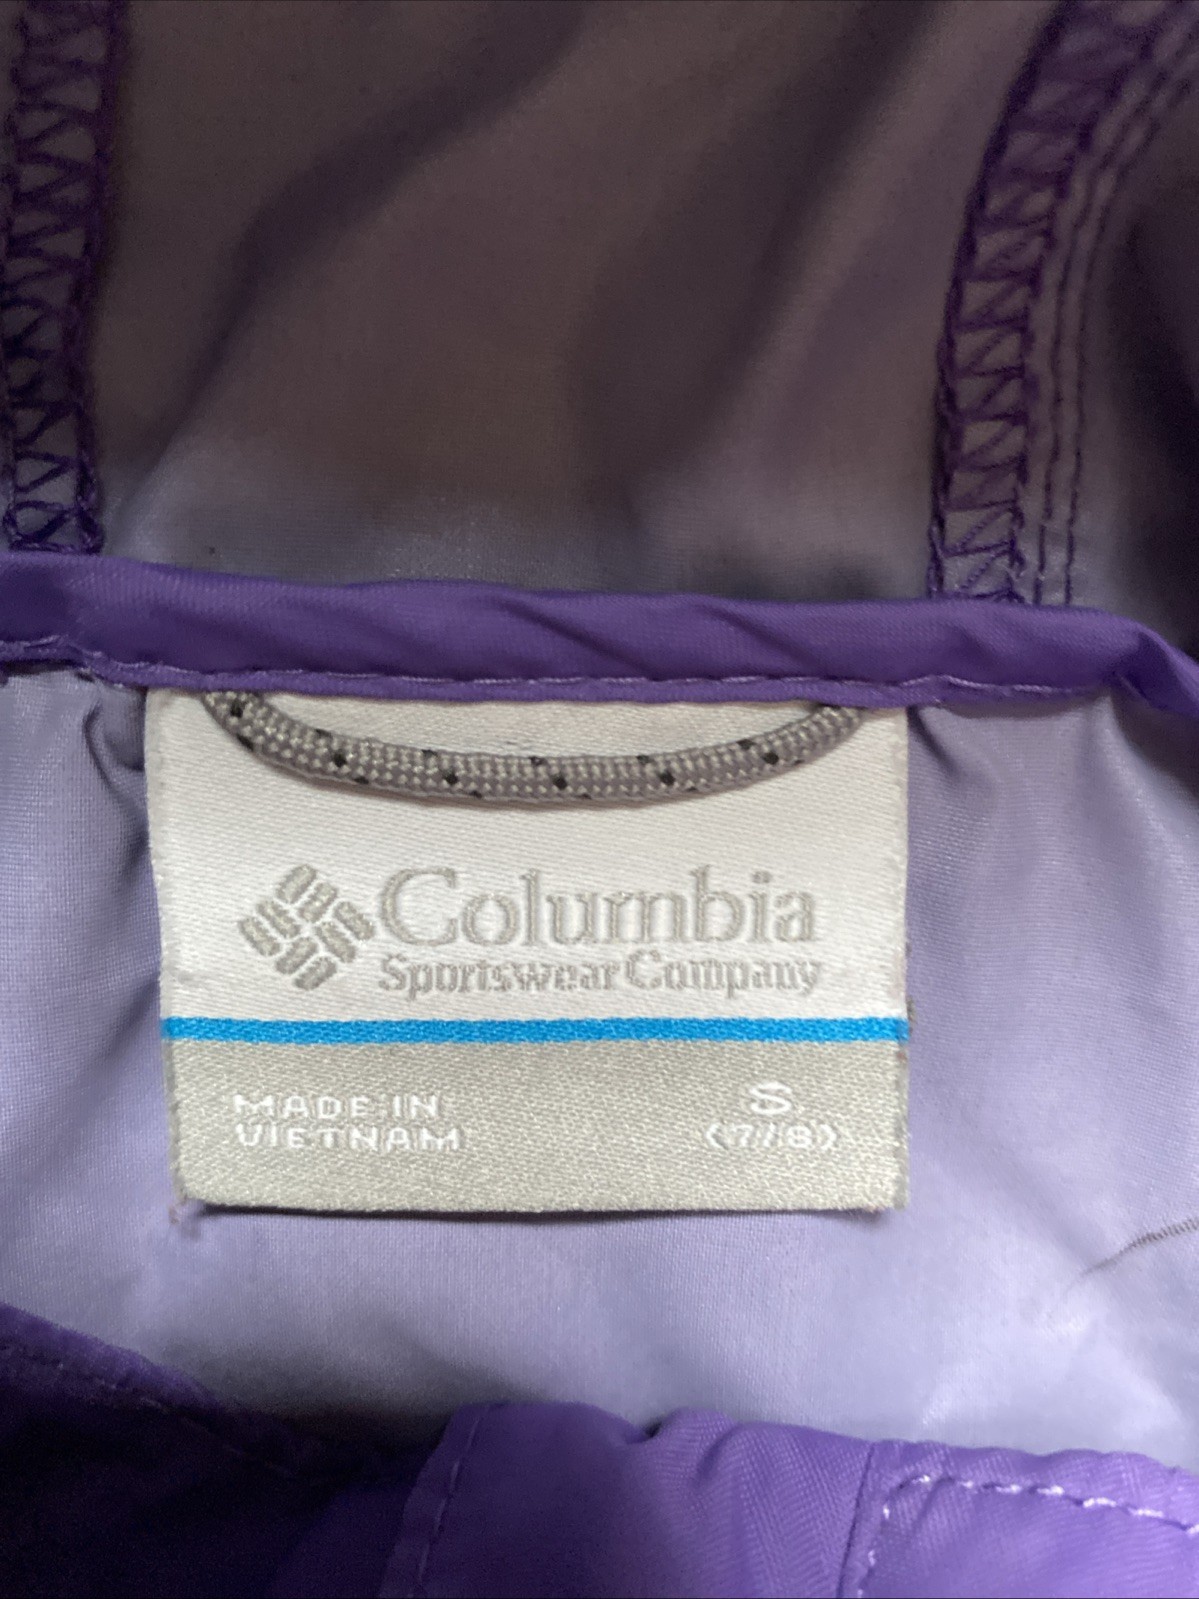 Columbia
Sportswear Company
MADE IN
VIETNAM
S
(7/8)